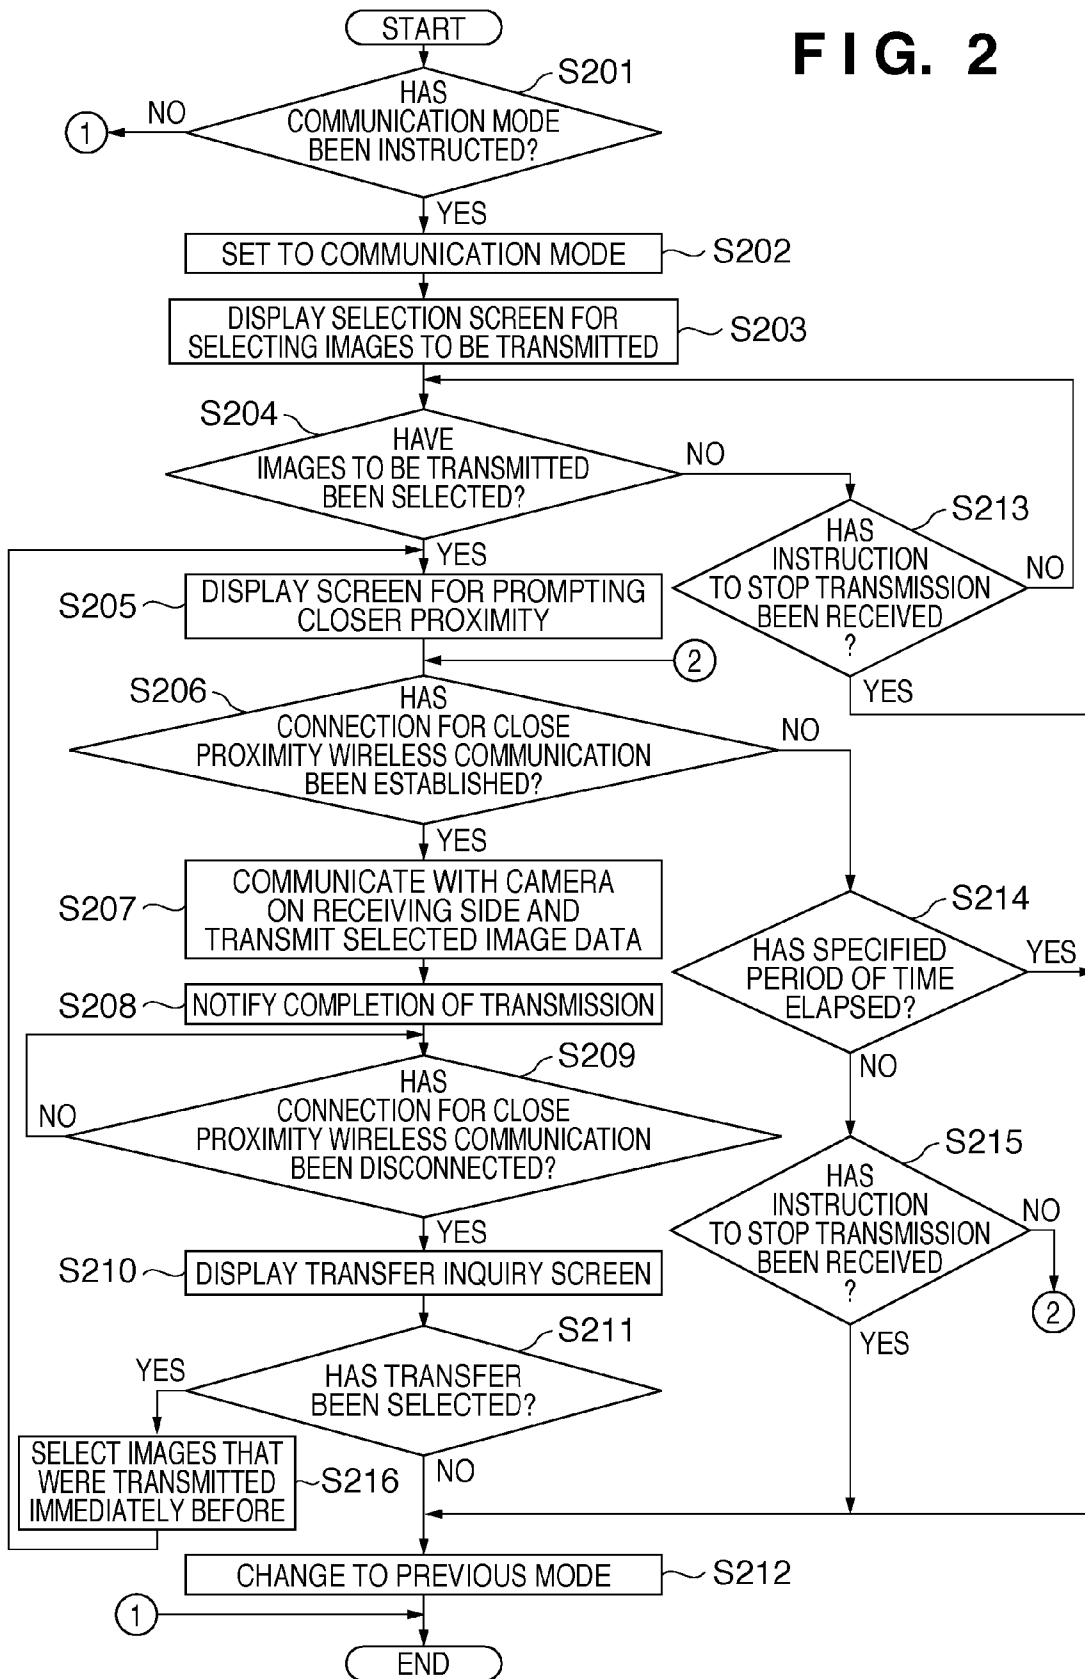 FIG. 2
START
S201
HAS
COMMUNICATION MODE
BEEN INSTRUCTED?
NO
1
YES
SET TO COMMUNICATION MODE
S202
DISPLAY SELECTION SCREEN FOR
SELECTING IMAGES TO BE TRANSMITTED
S203
S204
HAVE
IMAGES TO BE TRANSMITTED
BEEN SELECTED?
NO
YES
S213
HAS
INSTRUCTION
TO STOP TRANSMISSION
BEEN RECEIVED
?
NO
YES
S205
DISPLAY SCREEN FOR PROMPTING
CLOSER PROXIMITY
2
S206
HAS
CONNECTION FOR CLOSE
PROXIMITY WIRELESS COMMUNICATION
BEEN ESTABLISHED?
NO
YES
S207
COMMUNICATE WITH CAMERA
ON RECEIVING SIDE AND
TRANSMIT SELECTED IMAGE DATA
S214
HAS SPECIFIED
PERIOD OF TIME
ELAPSED?
YES
NO
S208
NOTIFY COMPLETION OF TRANSMISSION
S209
HAS
CONNECTION FOR CLOSE
PROXIMITY WIRELESS COMMUNICATION
BEEN DISCONNECTED?
NO
YES
S215
HAS
INSTRUCTION
TO STOP TRANSMISSION
BEEN RECEIVED
?
NO
2
YES
S210
DISPLAY TRANSFER INQUIRY SCREEN
S211
HAS TRANSFER
BEEN SELECTED?
YES
NO
SELECT IMAGES THAT
WERE TRANSMITTED
IMMEDIATELY BEFORE
S216
CHANGE TO PREVIOUS MODE
S212
1
END